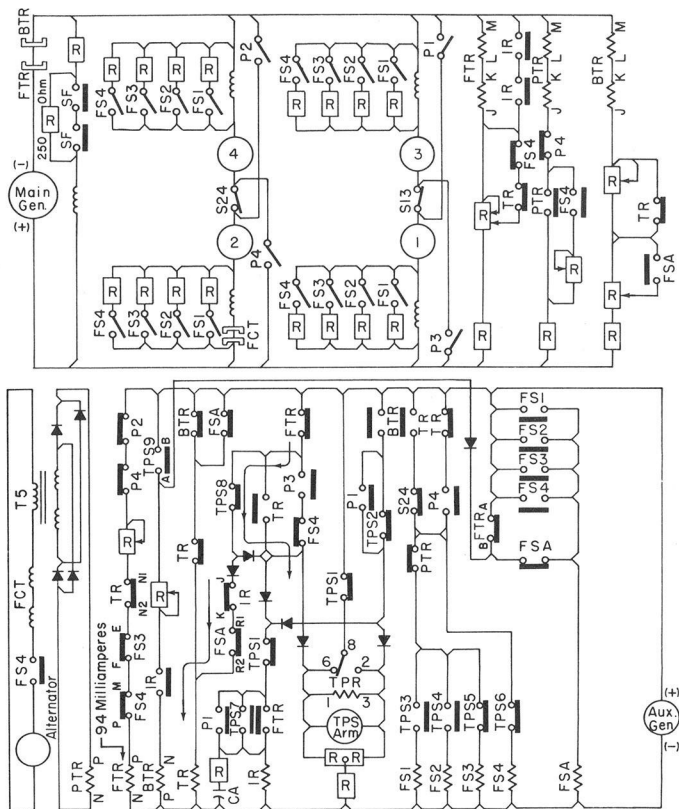 BTR
FTR
250 Ohm
R
R
SF
SF
(-)
Main
Gen.
(+)
R
R
R
R
FS4
FS3
FS2
FS1
4
S24
2
P2
P4
R
R
R
R
FS4
FS3
FS2
FS1
FCT
FS4
FS3
FS2
FS1
R
R
R
R
3
S13
1
P1
P3
FS4
FS3
FS2
FS1
R
R
R
R
FTR
M
K L
J
IR
IR
FS4
TR
R
R
PTR
M
K L
J
P4
PTR
FS4
R
R
BTR
M
K L
J
R
TR
FSA
R
R
T5
FCT
FS4
Alternator
PTR
P
N
P2
P4
R
TR
N1
N2
E
F
FS3
M
P
FS4
94 Milliamperes
FTR
P
N
TPS9
B
A
R
IR
BTR
N
P
BTR
TR
TR
FSA
TPS8
TR
J
K
IR
FSA
R1
R2
P1
TPS7
R
CA
TPS1
FTR
IR
FTR
P3
FS4
TPS1
8
6
2
TPR
1
3
TPS
Arm
R R
R
P1
TPS2
BTR
TR
TR
S24
P4
PTR
TPS3
TPS4
TPS5
TPS6
FS1
FS2
FS3
FS4
FTR
A
B
FS1
FS2
FS3
FS4
FSA
FSA
(+)
Aux.
Gen.
(-)